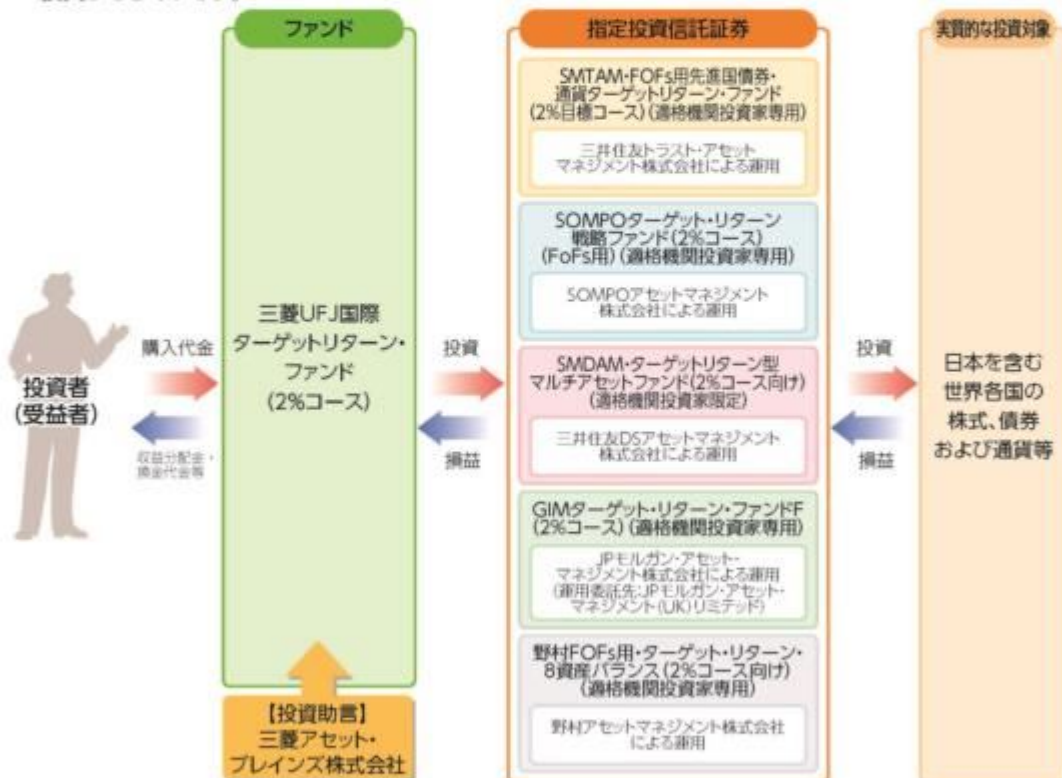 ファンド
指定投資信託証券
実質的な投資対象
投資者
(受益者)
購入代金
収益分配金・
換金代金等
三菱UFJ国際
ターゲットリターン・
ファンド
(2%コース)
【投資助言】
三菱アセット・
ブレインズ株式会社
投資
損益
SMTAM・FOFs用先進国債券・
通貨ターゲットリターン・ファンド
(2%目標コース)(適格機関投資家専用)
三井住友トラスト・アセット
マネジメント株式会社による運用
SOMPOターゲット・リターン
戦略ファンド(2%コース)
(FoFs用)(適格機関投資家専用)
SOMPOアセットマネジメント
株式会社による運用
SMDAM・ターゲットリターン型
マルチアセットファンド(2%コース向け)
(適格機関投資家限定)
三井住友DSアセットマネジメント
株式会社による運用
GIMターゲット・リターン・ファンドF
(2%コース)(適格機関投資家専用)
JPモルガン・アセット・
マネジメント株式会社による運用
(運用委託先:JPモルガン・アセット・
マネジメント(UK)リミテッド)
野村FOFs用・ターゲット・リターン・
8資産バランス(2%コース向け)
(適格機関投資家専用)
野村アセットマネジメント株式会社
による運用
投資
損益
日本を含む
世界各国の
株式、債券
および通貨等